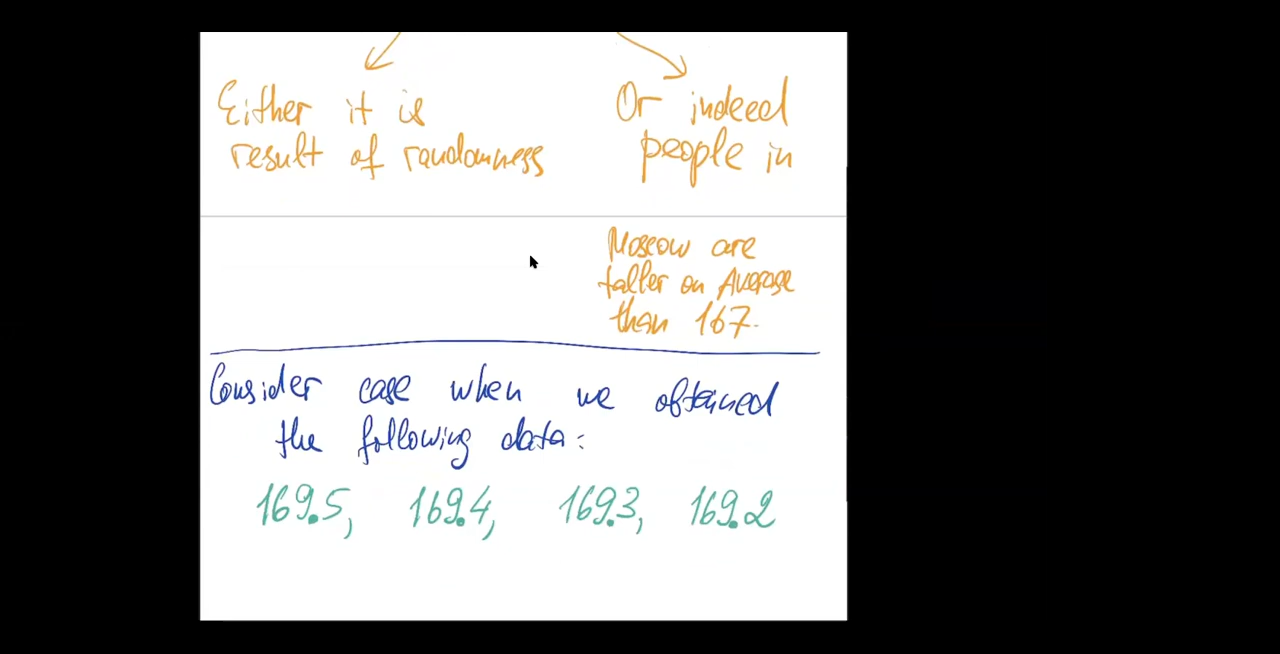 Either it is
result of randomness
Or indeed
people in
Moscow are
taller on Average
than 167.
Consider case when we obtained
the following data:
169.5, 169.4, 169.3, 169.2